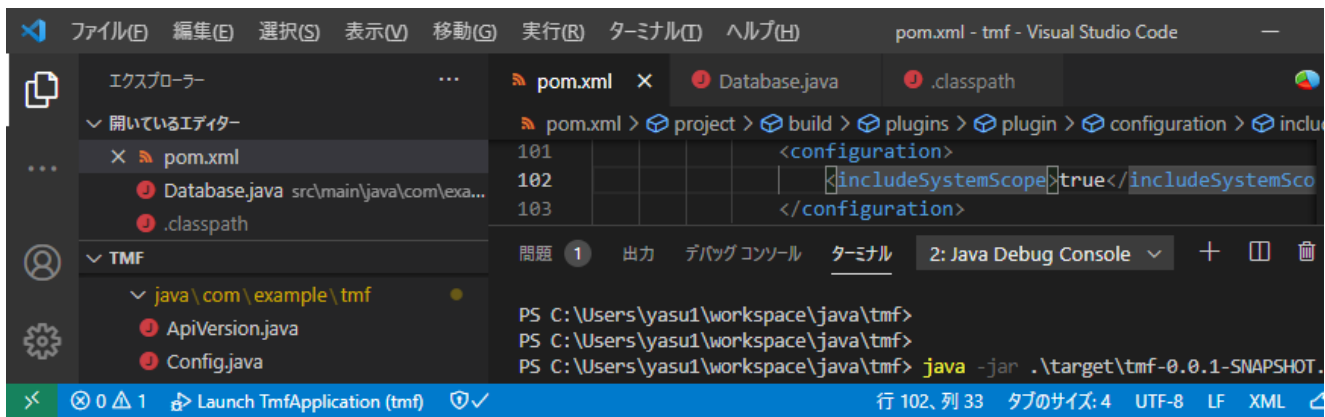 ファイル(F) 編集(E) 選択(S) 表示(V) 移動(G) 実行(R) ターミナル(T) ヘルプ(H) pom.xml - tmf - Visual Studio Code
エクスプローラー
開いているエディター
pom.xml
Database.java src\main\java\com\exa...
.classpath
TMF
java\com\example\tmf
ApiVersion.java
Config.java
pom.xml Database.java .classpath
pom.xml > project > build > plugins > plugin > configuration > inclu
101 <configuration>
102 <includeSystemScope>true</includeSystemSco
103 </configuration>
問題 1 出力 デバッグ コンソール ターミナル 2: Java Debug Console
PS C:\Users\yasu1\workspace\java\tmf>
PS C:\Users\yasu1\workspace\java\tmf>
PS C:\Users\yasu1\workspace\java\tmf> java -jar .\target\tmf-0.0.1-SNAPSHOT.
0 1 Launch TmfApplication (tmf) 行 102、列 33 タブのサイズ: 4 UTF-8 LF XML